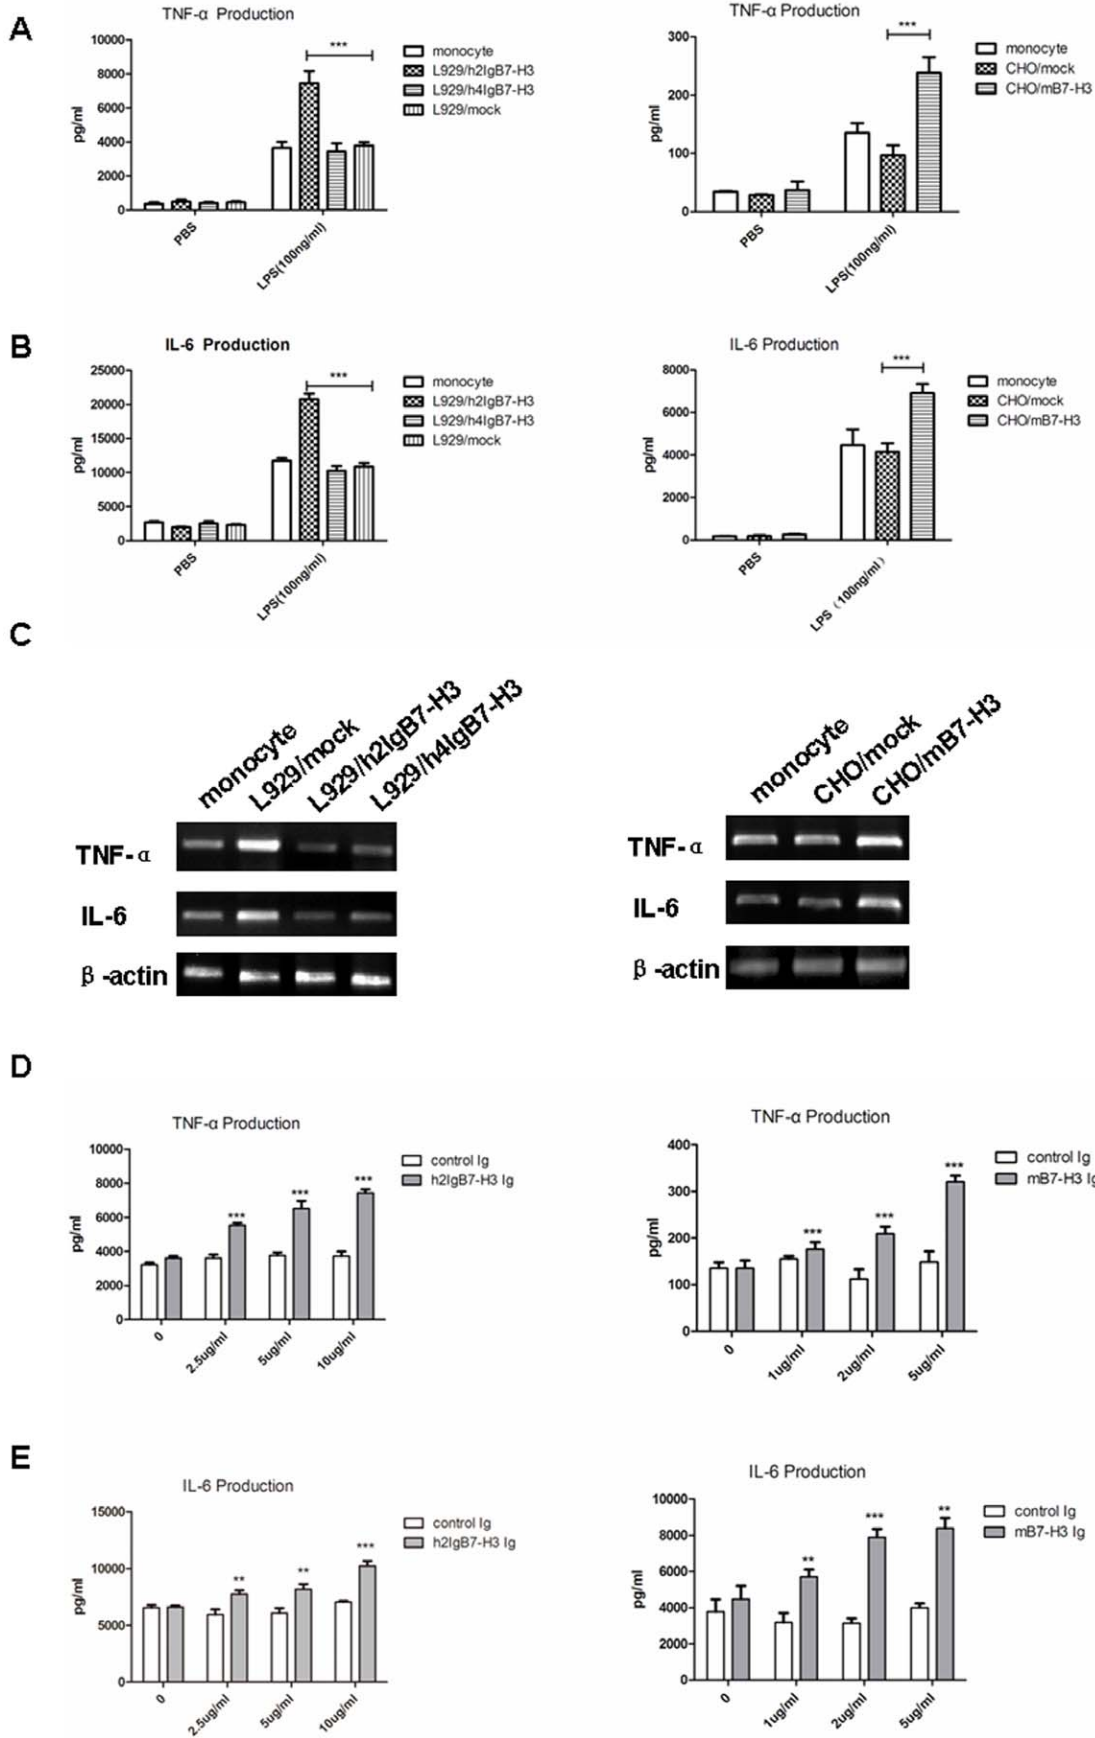 A
TNF-α Production
10000
8000
6000
4000
2000
0
pg/ml
***
monocyte
L929/h2IgB7-H3
L929/h4IgB7-H3
L929/mock
PBS
LPS(100ng/ml)
TNF-α Production
300
200
100
0
pg/ml
***
monocyte
CHO/mock
CHO/mB7-H3
PBS
LPS(100ng/ml)
B
IL-6 Production
25000
20000
15000
10000
5000
0
pg/ml
***
monocyte
L929/h2IgB7-H3
L929/h4IgB7-H3
L929/mock
PBS
LPS(100ng/ml)
IL-6 Production
8000
6000
4000
2000
0
pg/ml
***
monocyte
CHO/mock
CHO/mB7-H3
PBS
LPS (100ng/ml)
C
monocyte
L929/mock
L929/h2IgB7-H3
L929/h4IgB7-H3
TNF-α
IL-6
β-actin
monocyte
CHO/mock
CHO/mB7-H3
TNF-α
IL-6
β-actin
D
TNF-α Production
10000
8000
6000
4000
2000
0
pg/ml
***
***
***
control Ig
h2IgB7-H3 Ig
0
2.5ug/ml
5ug/ml
10ug/ml
TNF-α Production
400
300
200
100
0
pg/ml
***
***
***
control Ig
mB7-H3 Ig
0
1ug/ml
2ug/ml
5ug/ml
E
IL-6 Production
15000
10000
5000
0
pg/ml
**
**
***
control Ig
h2IgB7-H3 Ig
0
2.5ug/ml
5ug/ml
10ug/ml
IL-6 Production
10000
8000
6000
4000
2000
0
pg/ml
**
***
**
control Ig
mB7-H3 Ig
0
1ug/ml
2ug/ml
5ug/ml